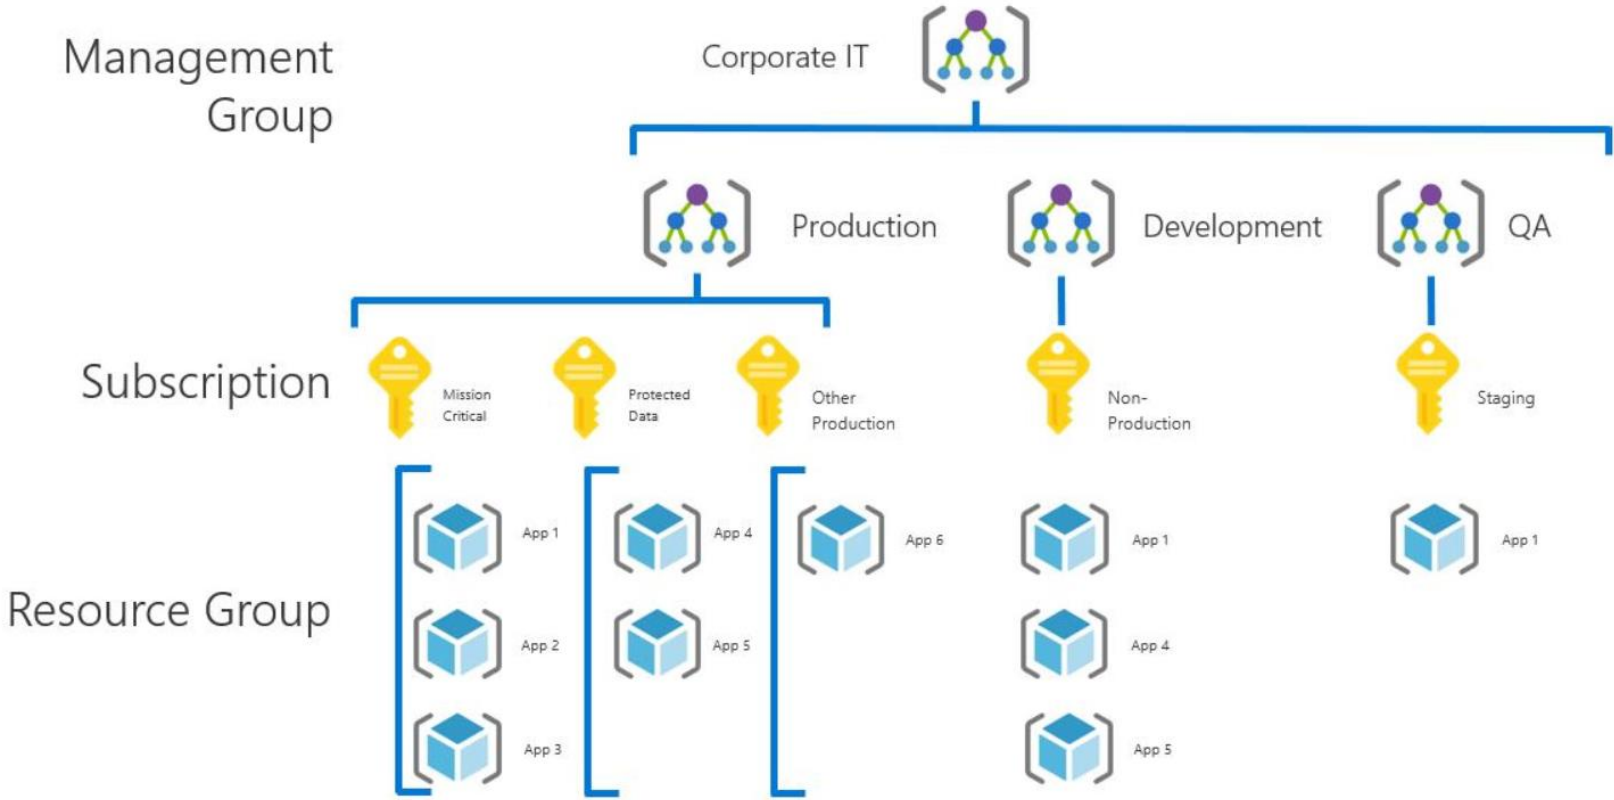 Management
Group
Corporate IT
Production
Development
QA
Subscription
Mission
Critical
Protected
Data
Other
Production
Non-
Production
Staging
Resource Group
App 1
App 4
App 6
App 1
App 1
App 2
App 5
App 4
App 3
App 5